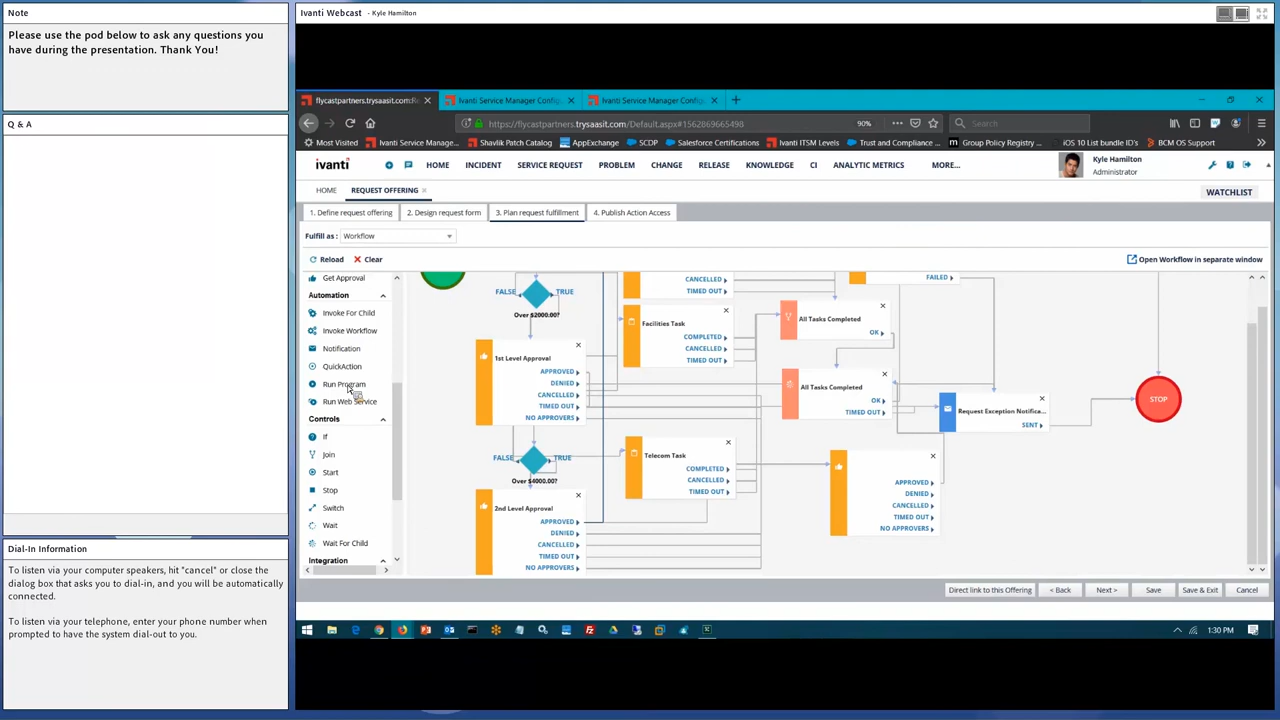 Note
Please use the pod below to ask any questions you
have during the presentation. Thank You!
Q & A
Dial-In Information
To listen via your computer speakers, hit "cancel" or close the
dialog box that asks you to dial-in, and you will be automatically
connected.
To listen via your telephone, enter your phone number when
prompted to have the system dial-out to you.
Ivanti Webcast - Kyle Hamilton
flycastpartners.trysaasit.com:Re
Ivanti Service Manager Configu
Ivanti Service Manager Configu
https://flycastpartners.trysaasit.com/Default.aspx#1562869665498
90%
Search
Most Visited
Ivanti Service Manage...
Shavlik Patch Catalog
AppExchange
SCDP
Salesforce Certifications
Ivanti ITSM Levels
Trust and Compliance ...
Group Policy Registry ...
iOS 10 List bundle ID's
BCM OS Support
ivanti
HOME
INCIDENT
SERVICE REQUEST
PROBLEM
CHANGE
RELEASE
KNOWLEDGE
CI
ANALYTIC METRICS
MORE...
Kyle Hamilton
Administrator
HOME
REQUEST OFFERING
WATCHLIST
1. Define request offering
2. Design request form
3. Plan request fulfillment
4. Publish Action Access
Fulfill as :
Workflow
Reload
Clear
Open Workflow in separate window
Get Approval
Automation
Invoke For Child
Invoke Workflow
Notification
QuickAction
Run Program
Run Web Service
Controls
If
Join
Start
Stop
Switch
Wait
Wait For Child
Integration
FALSE
TRUE
Over $2000.00?
1st Level Approval
APPROVED
DENIED
CANCELLED
TIMED OUT
NO APPROVERS
FALSE
TRUE
Over $4000.00?
2nd Level Approval
APPROVED
DENIED
CANCELLED
TIMED OUT
NO APPROVERS
CANCELLED
TIMED OUT
Facilities Task
COMPLETED
CANCELLED
TIMED OUT
Telecom Task
COMPLETED
CANCELLED
TIMED OUT
FAILED
All Tasks Completed
OK
All Tasks Completed
OK
TIMED OUT
APPROVED
DENIED
CANCELLED
TIMED OUT
NO APPROVERS
Request Exception Notifica...
SENT
STOP
Direct link to this Offering
< Back
Next >
Save
Save & Exit
Cancel
1:30 PM